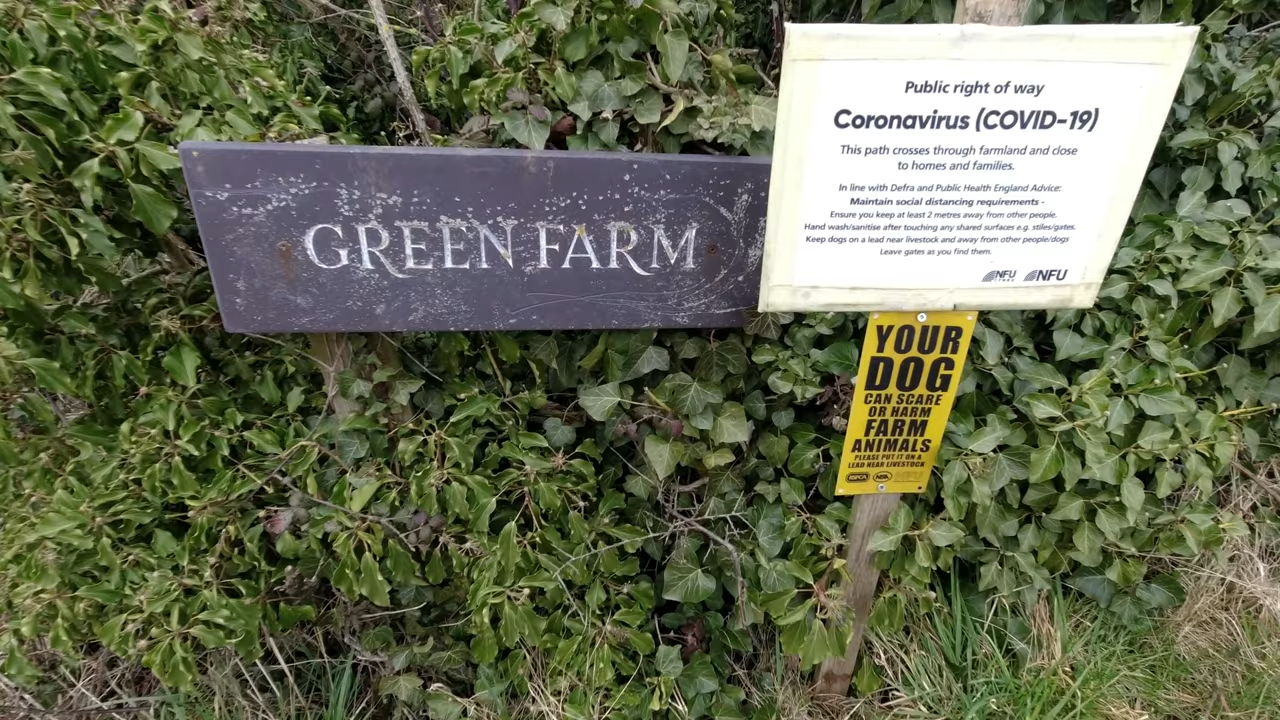 GREEN FARM
Public right of way
Coronavirus (COVID-19)
This path crosses through farmland and close
to homes and families.
In line with Defra and Public Health England Advice:
Maintain social distancing requirements -
Ensure you keep at least 2 metres away from other people.
Hand wash/sanitise after touching any shared surfaces e.g. stiles/gates.
Keep dogs on a lead near livestock and away from other people/dogs
Leave gates as you find them.
NFU NFU
YOUR
DOG
CAN SCARE
OR HARM
FARM
ANIMALS
PLEASE PUT IT ON A
LEAD NEAR LIVESTOCK
RSPCA